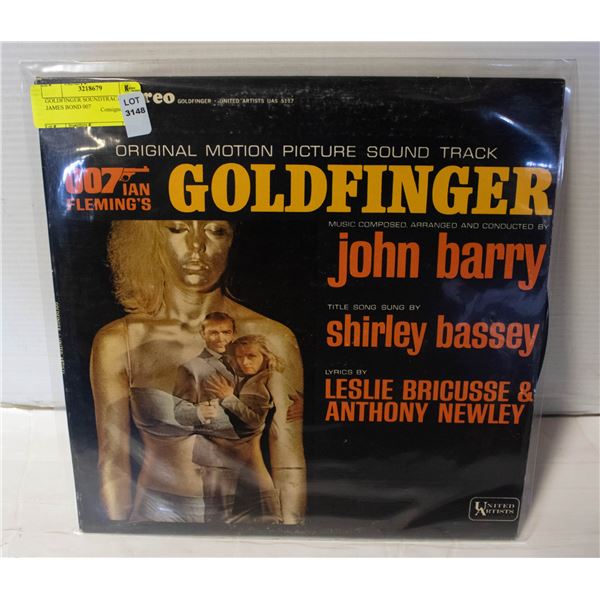 3218679
GOLDFINGER SOUNDTRAC
JAMES BOND 007
Consign
LOT
3148
reo GOLDFINGER - UNITED ARTISTS UAS 5117
ORIGINAL MOTION PICTURE SOUND TRACK
007 IAN
FLEMING'S
GOLDFINGER
MUSIC COMPOSED, ARRANGED AND CONDUCTED BY
john barry
TITLE SONG SUNG BY
shirley bassey
LYRICS BY
LESLIE BRICUSSE &
ANTHONY NEWLEY
UNITED
ARTISTS